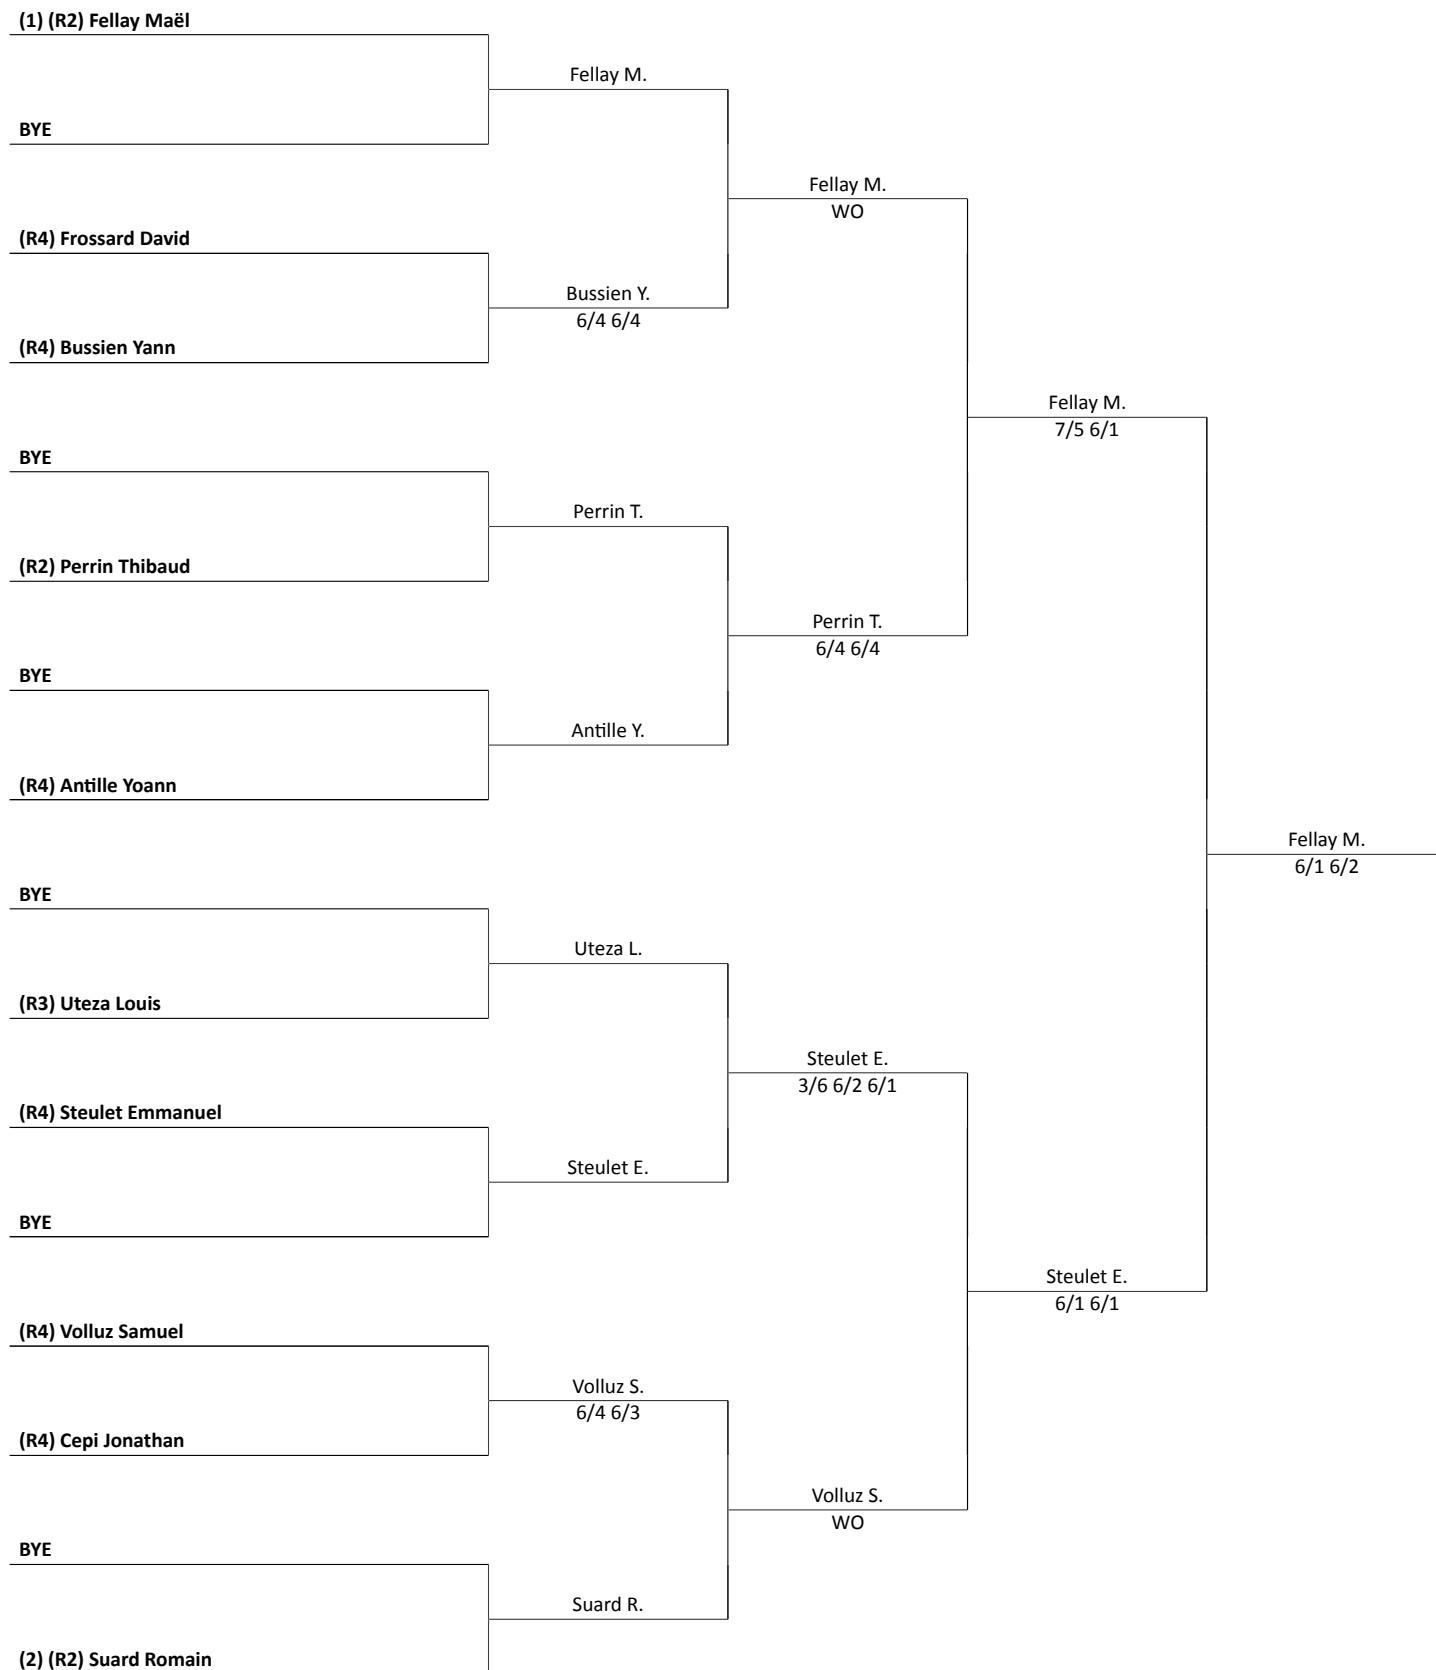 (1) (R2) Fellay Maël
Fellay M.
BYE
Fellay M.
WO
(R4) Frossard David
Bussien Y.
6/4 6/4
(R4) Bussien Yann
Fellay M.
7/5 6/1
BYE
Perrin T.
(R2) Perrin Thibaud
Perrin T.
6/4 6/4
BYE
Antille Y.
(R4) Antille Yoann
Fellay M.
6/1 6/2
BYE
Uteza L.
(R3) Uteza Louis
Steulet E.
3/6 6/2 6/1
(R4) Steulet Emmanuel
Steulet E.
BYE
Steulet E.
6/1 6/1
(R4) Volluz Samuel
Volluz S.
6/4 6/3
(R4) Cepi Jonathan
Volluz S.
WO
BYE
Suard R.
(2) (R2) Suard Romain